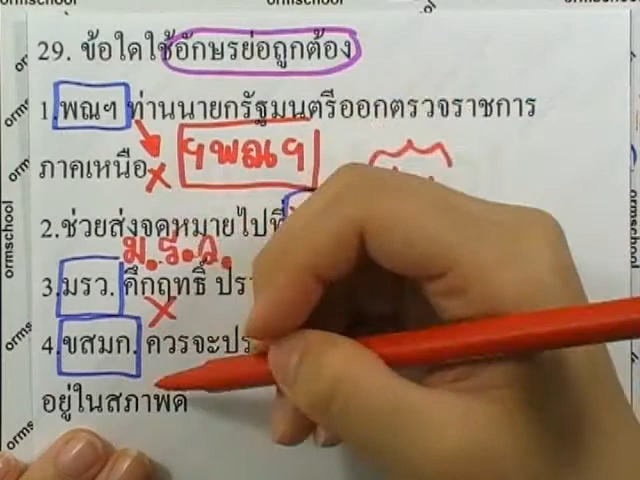 29. ข้อใดใช้อักษรย่อถูกต้อง
1.พณฯ ท่านนายกรัฐมนตรีออกตรวจราชการ
ฯพณฯ
ภาคเหนือ
2.ช่วยส่งจดหมายไปที่
ม.ร.ว.
3.มรว. คึกฤทธิ์
4.ขสมก. ควรจะ
อยู่ในสภาพดี
ormschool
ormschool